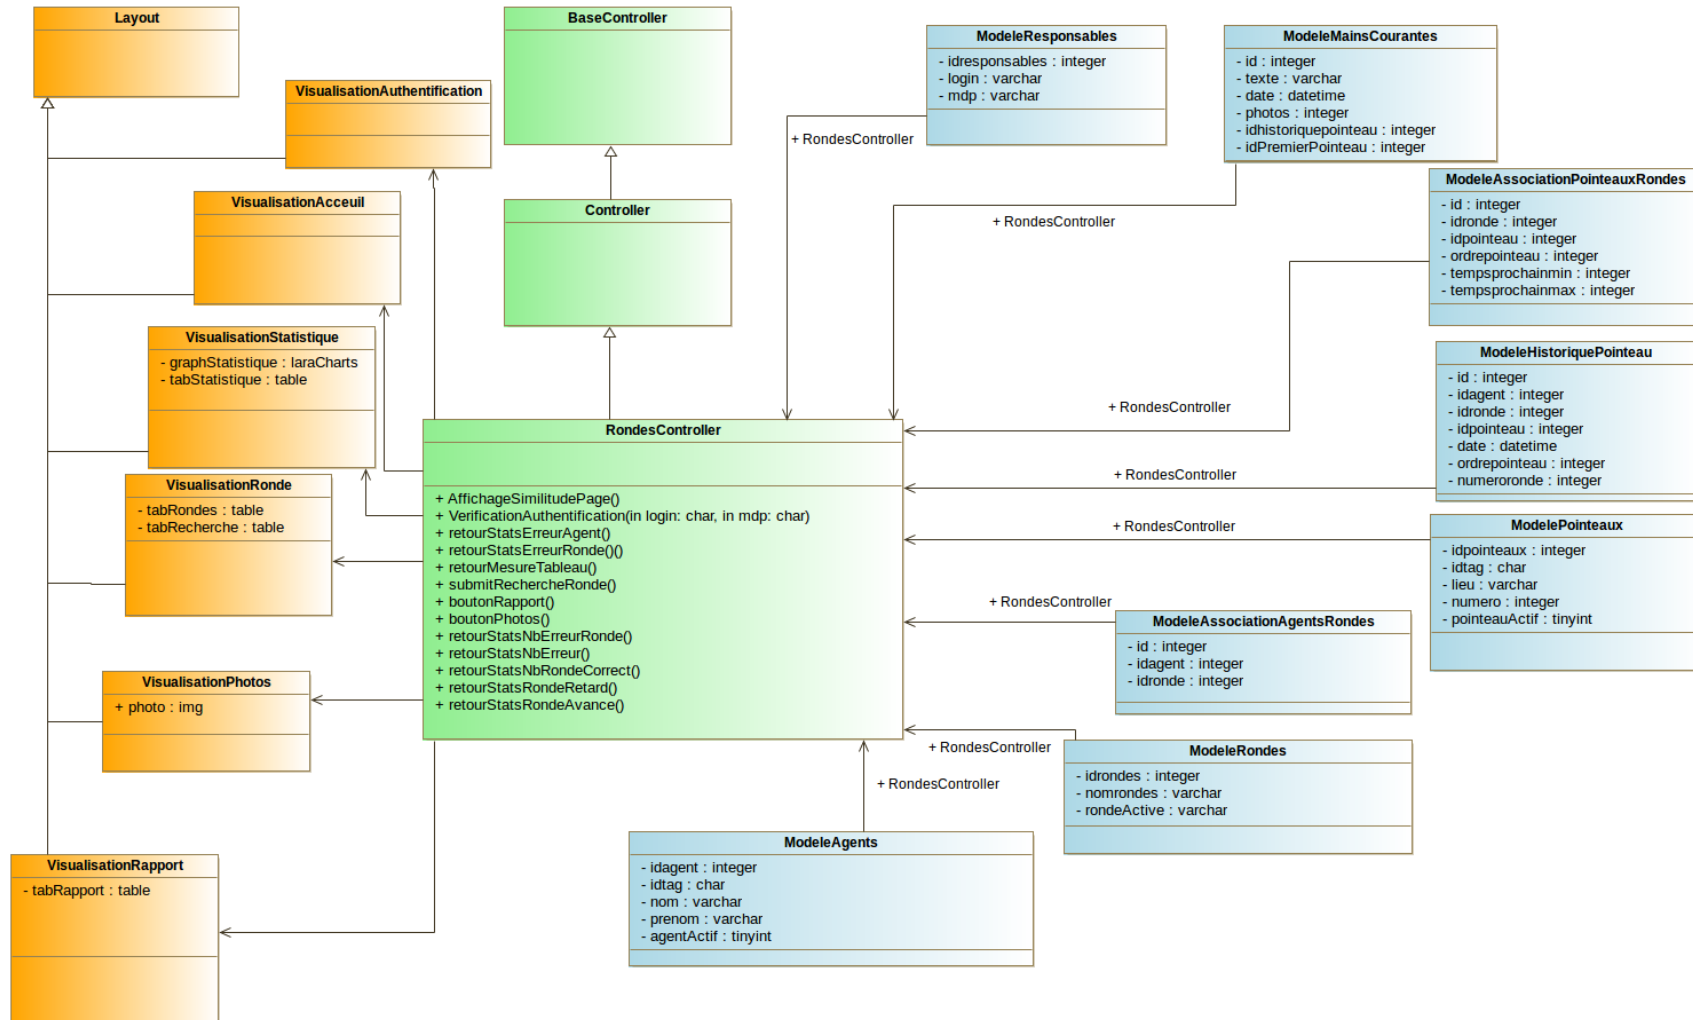 Layout
BaseController
ModeleResponsables
- idresponsables : integer
- login : varchar
- mdp : varchar
ModeleMainsCourantes
- id : integer
- texte : varchar
- date : datetime
- photos : integer
- idhistoriquepointeau : integer
- idPremierPointeau : integer
VisualisationAuthentification
+ RondesController
VisualisationAcceuil
Controller
+ RondesController
ModeleAssociationPointeauxRondes
- id : integer
- idronde : integer
- idpointeau : integer
- ordrepointeau : integer
- tempsprochainmin : integer
- tempsprochainmax : integer
VisualisationStatistique
- graphStatistique : laraCharts
- tabStatistique : table
+ RondesController
ModeleHistoriquePointeau
- id : integer
- idagent : integer
- idronde : integer
- idpointeau : integer
- date : datetime
- ordrepointeau : integer
- numeroronde : integer
RondesController
+ AffichageSimilitudePage()
+ VerificationAuthentification(in login: char, in mdp: char)
+ retourStatsErreurAgent()
+ retourStatsErreurRonde()()
+ retourMesureTableau()
+ submitRechercheRonde()
+ boutonRapport()
+ boutonPhotos()
+ retourStatsNbErreurRonde()
+ retourStatsNbErreur()
+ retourStatsNbRondeCorrect()
+ retourStatsRondeRetard()
+ retourStatsRondeAvance()
+ RondesController
VisualisationRonde
- tabRondes : table
- tabRecherche : table
+ RondesController
ModelePointeaux
- idpointeaux : integer
- idtag : char
- lieu : varchar
- numero : integer
- pointeauActif : tinyint
+ RondesController
ModeleAssociationAgentsRondes
- id : integer
- idagent : integer
- idronde : integer
VisualisationPhotos
+ photo : img
+ RondesController
ModeleRondes
- idrondes : integer
- nomrondes : varchar
- rondeActive : varchar
+ RondesController
ModeleAgents
- idagent : integer
- idtag : char
- nom : varchar
- prenom : varchar
- agentActif : tinyint
VisualisationRapport
- tabRapport : table